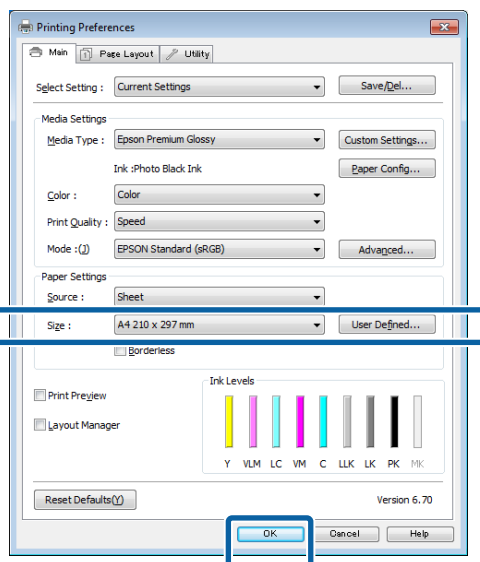 Printing Preferences
Main Page Layout Utility
Select Setting : Current Settings Save/Del...
Media Settings
Media Type : Epson Premium Glossy Custom Settings...
Ink :Photo Black Ink Paper Config...
Color : Color
Print Quality : Speed
Mode :(J) EPSON Standard (sRGB) Advanced...
Paper Settings
Source : Sheet
Size : A4 210 x 297 mm User Defined...
Borderless
Ink Levels
Print Preview
Layout Manager
Y VLM LC VM C LLK LK PK MK
Reset Defaults(Y) Version 6.70
OK Cancel Help